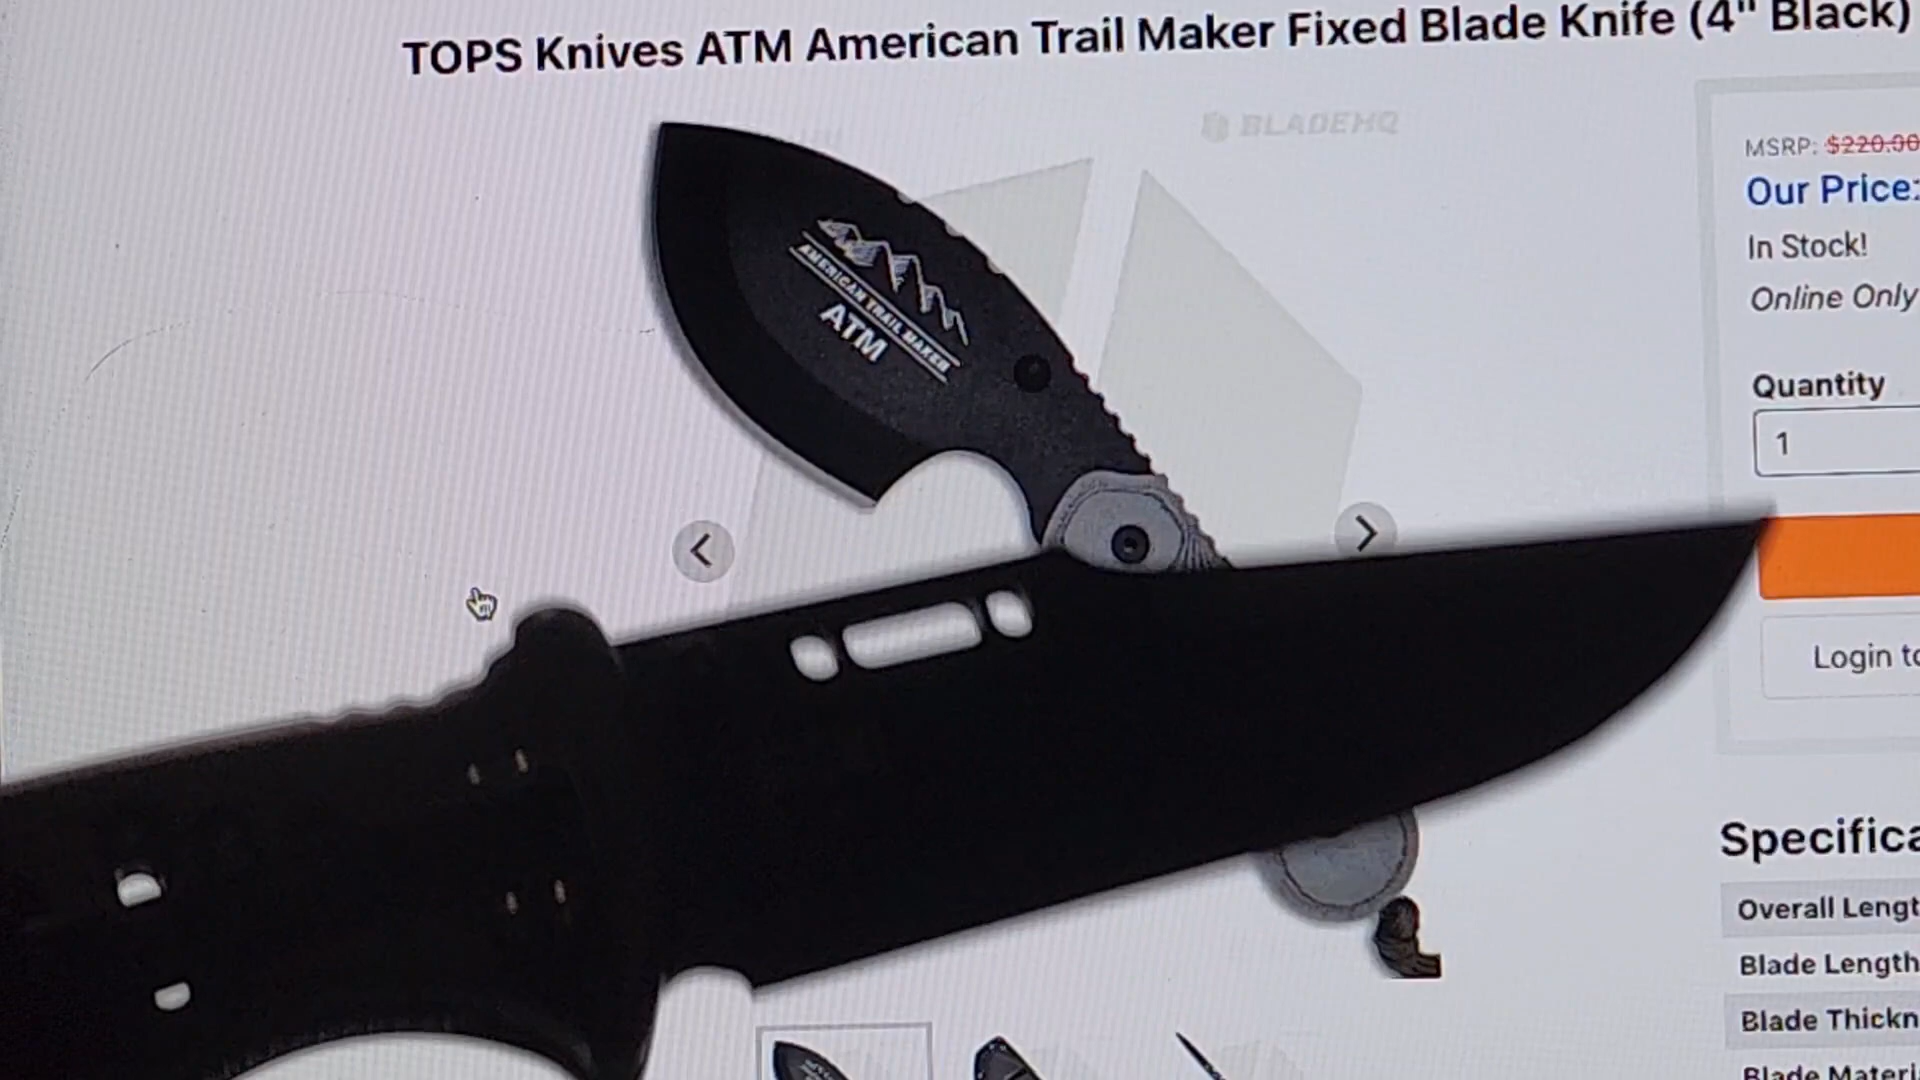 TOPS Knives ATM American Trail Maker Fixed Blade Knife (4" Black)
BLADEHQ
MSRP: $220.00
Our Price:
In Stock!
Online Only
AMERICAN TRAIL MAKER
ATM
Quantity
1
Login to
Specifica
Overall Lengt
Blade Length
Blade Thickn
Blade Materi